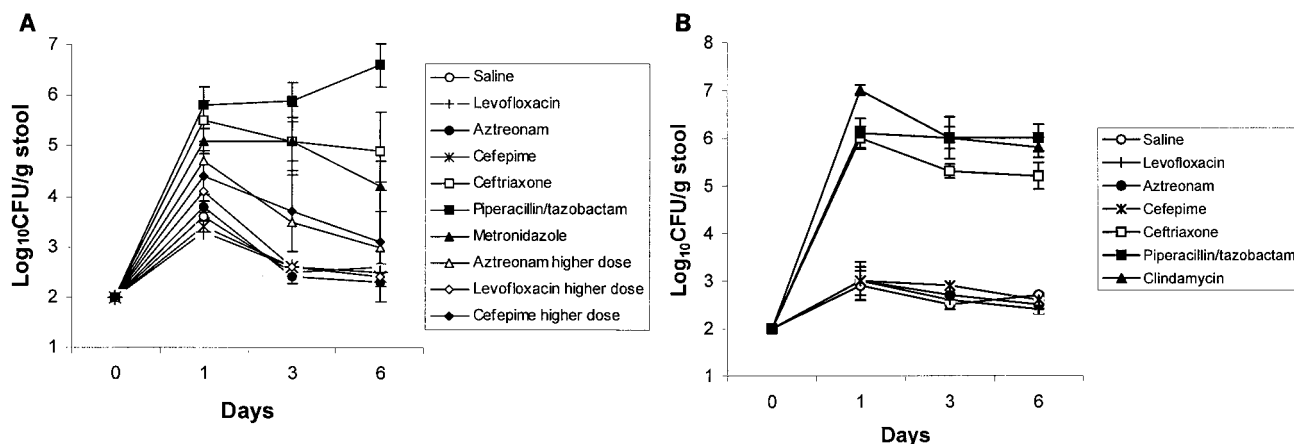 A
Log₁₀CFU/g stool
7
6
5
4
3
2
1
0
1
3
6
Days
Saline
Levofloxacin
Aztreonam
Cefepime
Ceftriaxone
Piperacillin/tazobactam
Metronidazole
Aztreonam higher dose
Levofloxacin higher dose
Cefepime higher dose
B
Log₁₀CFU/g stool
8
7
6
5
4
3
2
1
0
1
3
6
Days
Saline
Levofloxacin
Aztreonam
Cefepime
Ceftriaxone
Piperacillin/tazobactam
Clindamycin